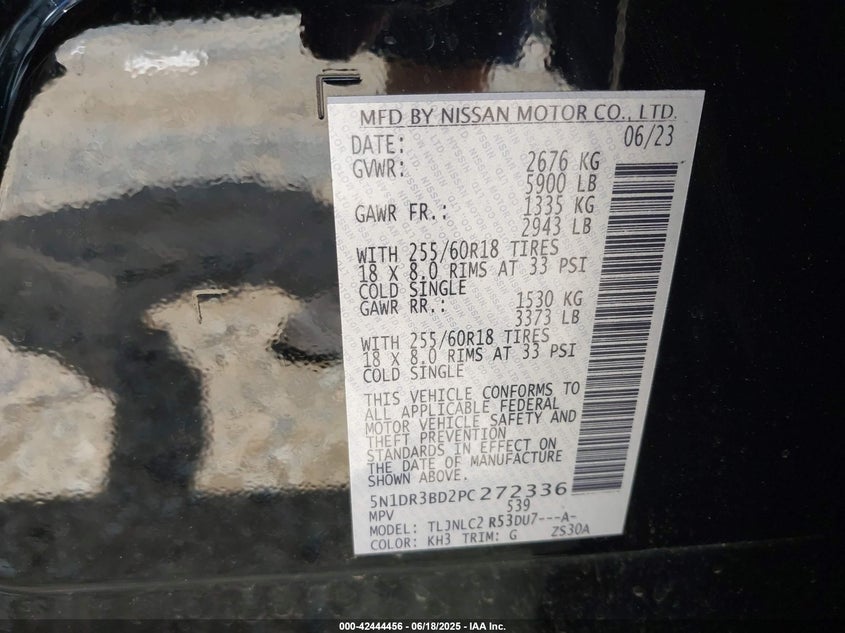 MFD BY NISSAN MOTOR CO., LTD.
DATE: 06/23
GVWR: 2676 KG
5900 LB
GAWR FR.: 1335 KG
2943 LB
WITH 255/60R18 TIRES
18 X 8.0 RIMS AT 33 PSI
COLD SINGLE
GAWR RR.: 1530 KG
3373 LB
WITH 255/60R18 TIRES
18 X 8.0 RIMS AT 33 PSI
COLD SINGLE
THIS VEHICLE CONFORMS TO
ALL APPLICABLE FEDERAL
MOTOR VEHICLE SAFETY AND
THEFT PREVENTION
STANDARDS IN EFFECT ON
THE DATE OF MANUFACTURE
SHOWN ABOVE.
5N1DR3BD2PC272336
MPV 539
MODEL: TLJNLC2 R53DU7---A-
COLOR: KH3 TRIM: G ZS30A
000-42444456 - 06/18/2025 - IAA Inc.